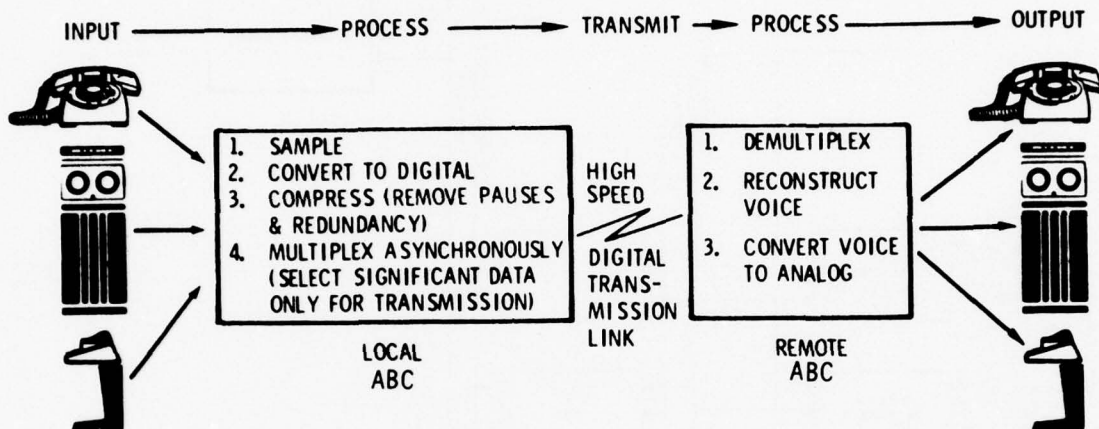 INPUT PROCESS TRANSMIT PROCESS OUTPUT
1. SAMPLE
2. CONVERT TO DIGITAL
3. COMPRESS (REMOVE PAUSES
& REDUNDANCY)
4. MULTIPLEX ASYNCHRONOUSLY
(SELECT SIGNIFICANT DATA
ONLY FOR TRANSMISSION)
LOCAL
ABC
HIGH
SPEED
DIGITAL
TRANS-
MISSION
LINK
1. DEMULTIPLEX
2. RECONSTRUCT
VOICE
3. CONVERT VOICE
TO ANALOG
REMOTE
ABC